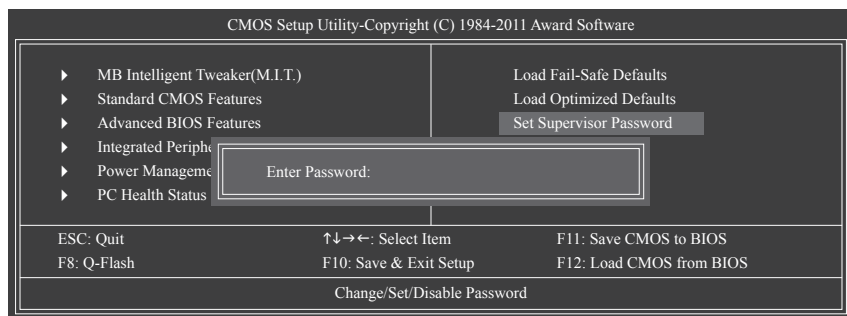 CMOS Setup Utility-Copyright (C) 1984-2011 Award Software
MB Intelligent Tweaker(M.I.T.)
Standard CMOS Features
Advanced BIOS Features
Integrated Periphe
Power Manageme
PC Health Status
Load Fail-Safe Defaults
Load Optimized Defaults
Set Supervisor Password
Enter Password:
ESC: Quit ↑↓→←: Select Item F11: Save CMOS to BIOS
F8: Q-Flash F10: Save & Exit Setup F12: Load CMOS from BIOS
Change/Set/Disable Password